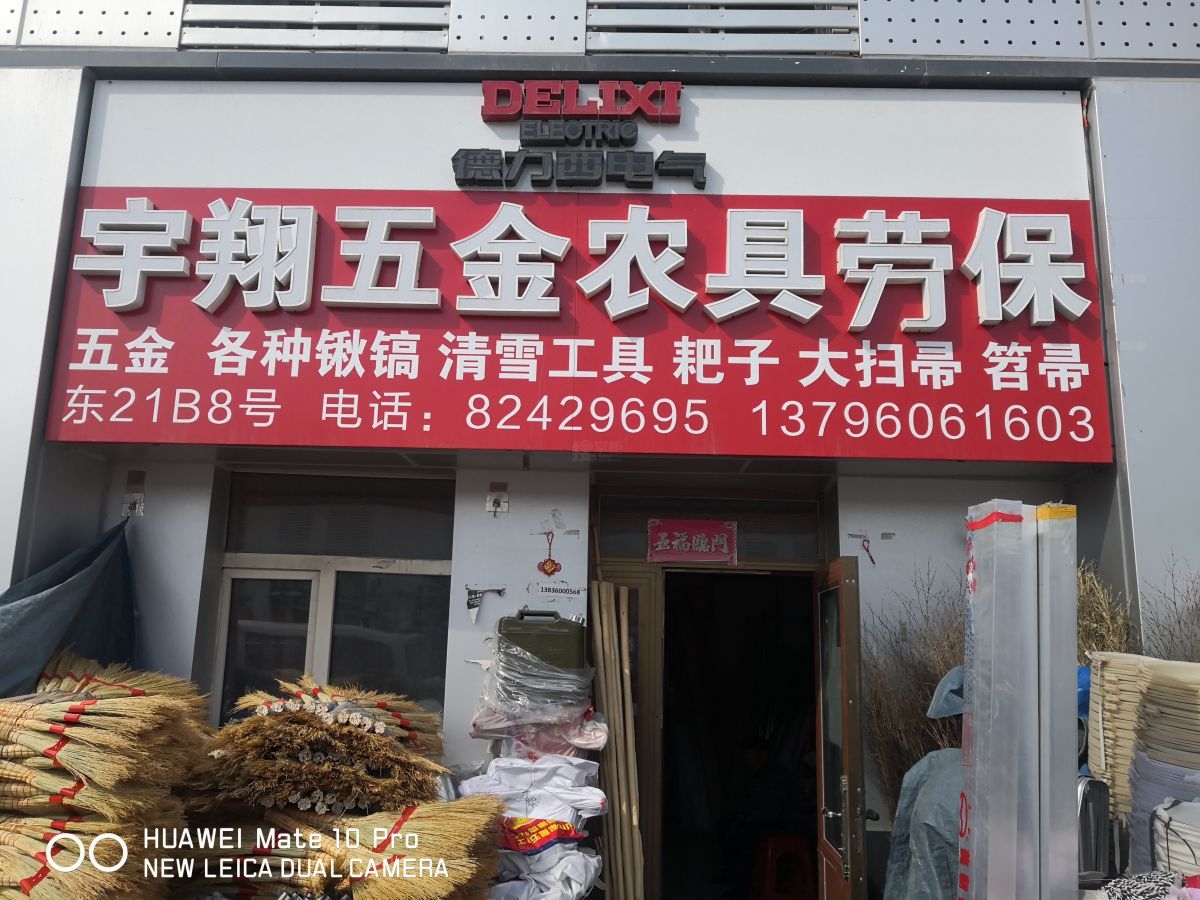 DELIXI
ELECTRIC
德力西电气
宇翔五金农具劳保
五金 各种锹镐 清雪工具 耙子 大扫帚 笤帚
东21B8号 电话：82429695 13796061603
五福臨門
13836000568
HUAWEI Mate 10 Pro
NEW LEICA DUAL CAMERA